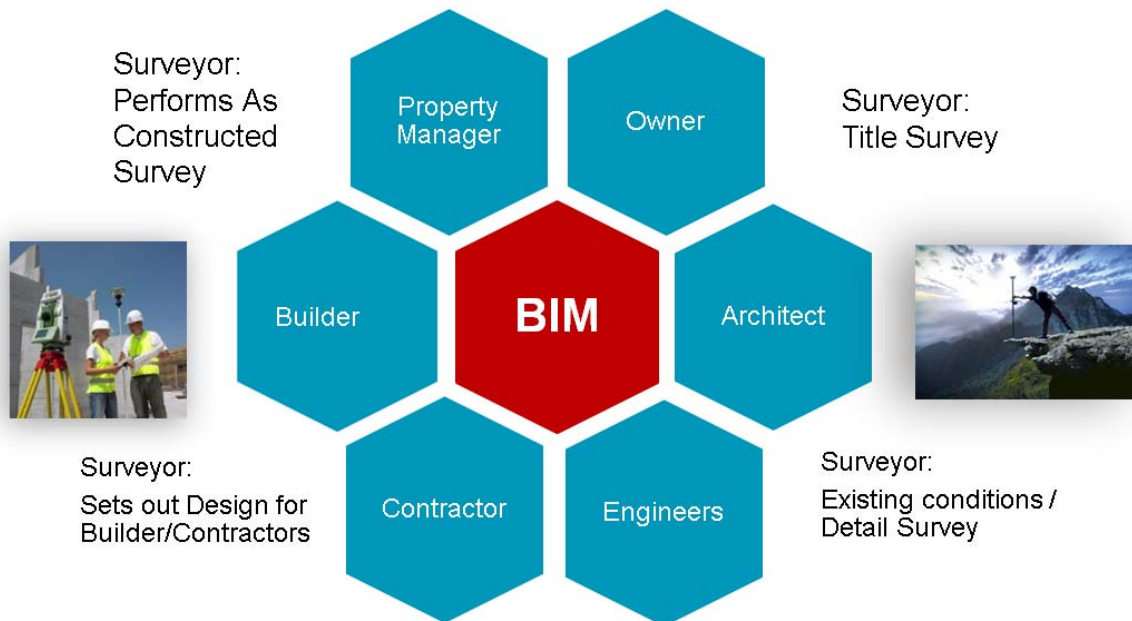 Surveyor:
Performs As
Constructed
Survey
Property
Manager
Owner
Surveyor:
Title Survey
Builder
BIM
Architect
Surveyor:
Sets out Design for
Builder/Contractors
Contractor
Engineers
Surveyor:
Existing conditions /
Detail Survey